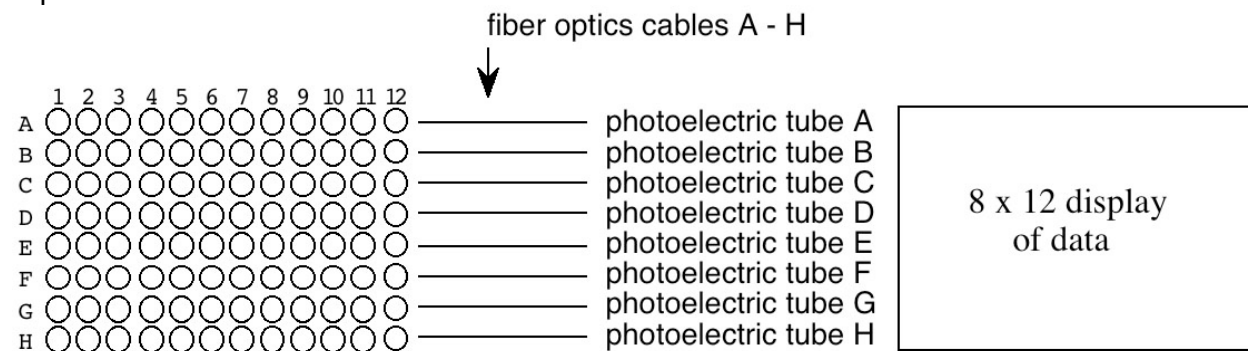 fiber optics cables A - H
1 2 3 4 5 6 7 8 9 10 11 12
A photoelectric tube A
B photoelectric tube B
C photoelectric tube C
D photoelectric tube D
E photoelectric tube E
F photoelectric tube F
G photoelectric tube G
H photoelectric tube H
8 x 12 display
of data